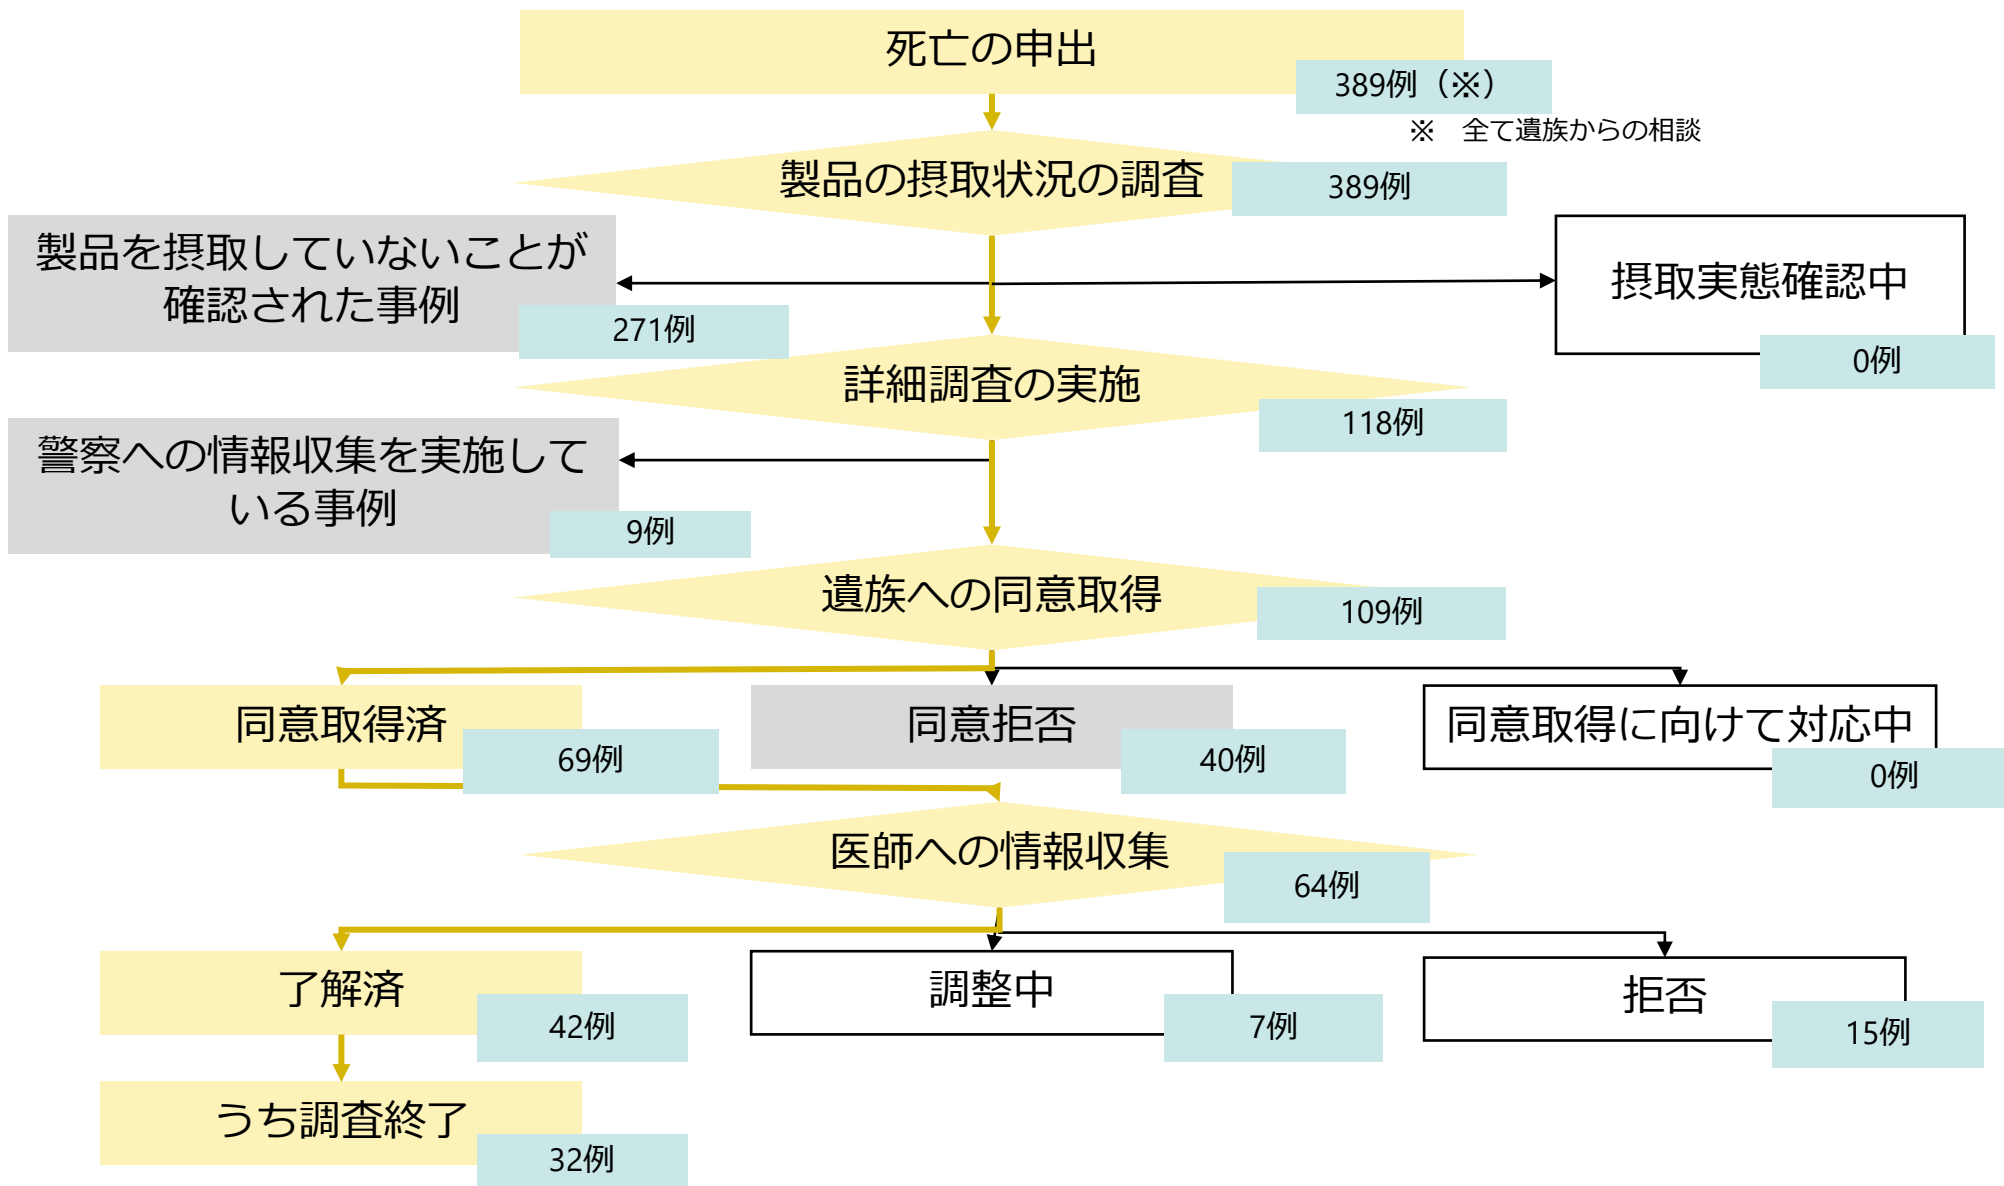 死亡の申出
389例（※）
※　全て遺族からの相談
製品の摂取状況の調査
389例
製品を摂取していないことが
確認された事例
271例
摂取実態確認中
0例
詳細調査の実施
118例
警察への情報収集を実施して
いる事例
9例
遺族への同意取得
109例
同意取得済
69例
同意拒否
40例
同意取得に向けて対応中
0例
医師への情報収集
64例
了解済
42例
調整中
7例
拒否
15例
うち調査終了
32例